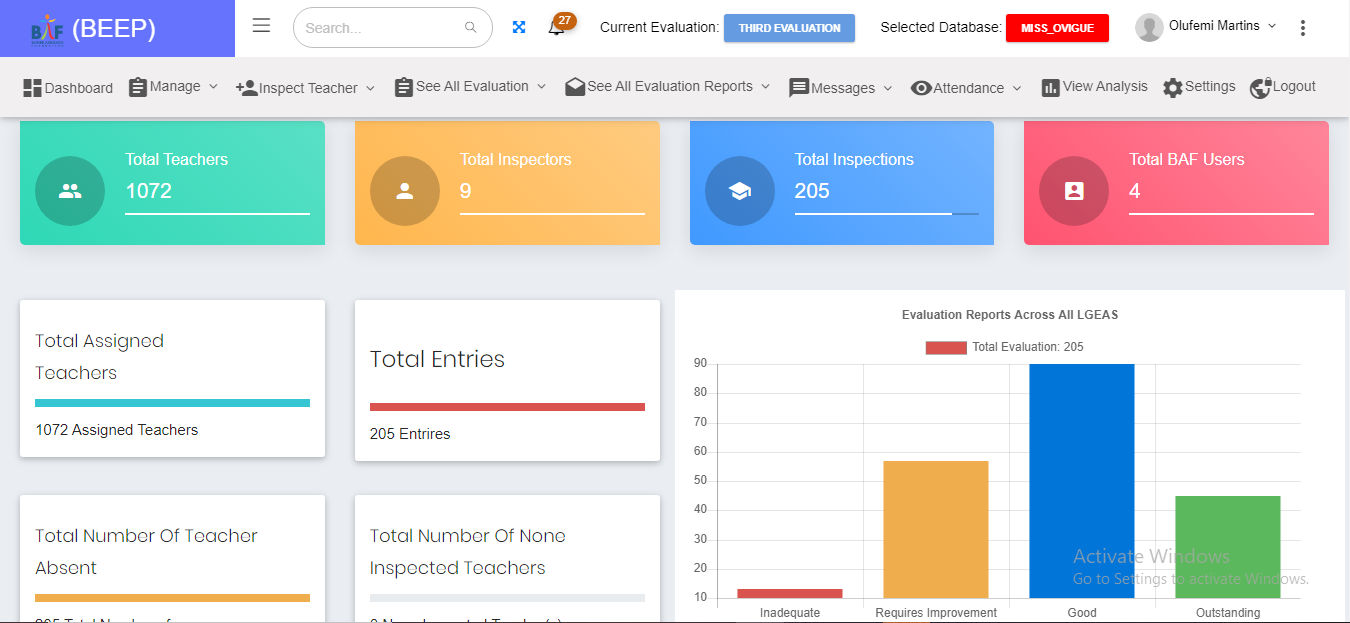 BAF (BEEP)
Search...
27
Current Evaluation: THIRD EVALUATION
Selected Database: MISS_OVIGUE
Olufemi Martins
Dashboard
Manage
Inspect Teacher
See All Evaluation
See All Evaluation Reports
Messages
Attendance
View Analysis
Settings
Logout
Total Teachers
1072
Total Inspectors
9
Total Inspections
205
Total BAF Users
4
Total Assigned
Teachers
1072 Assigned Teachers
Total Entries
205 Entrires
Evaluation Reports Across All LGEAS
Total Evaluation: 205
90
80
70
60
50
40
30
20
10
Inadequate
Requires Improvement
Good
Outstanding
Total Number Of Teacher
Absent
Total Number Of None
Inspected Teachers
Activate Windows
Go to Settings to activate Windows.